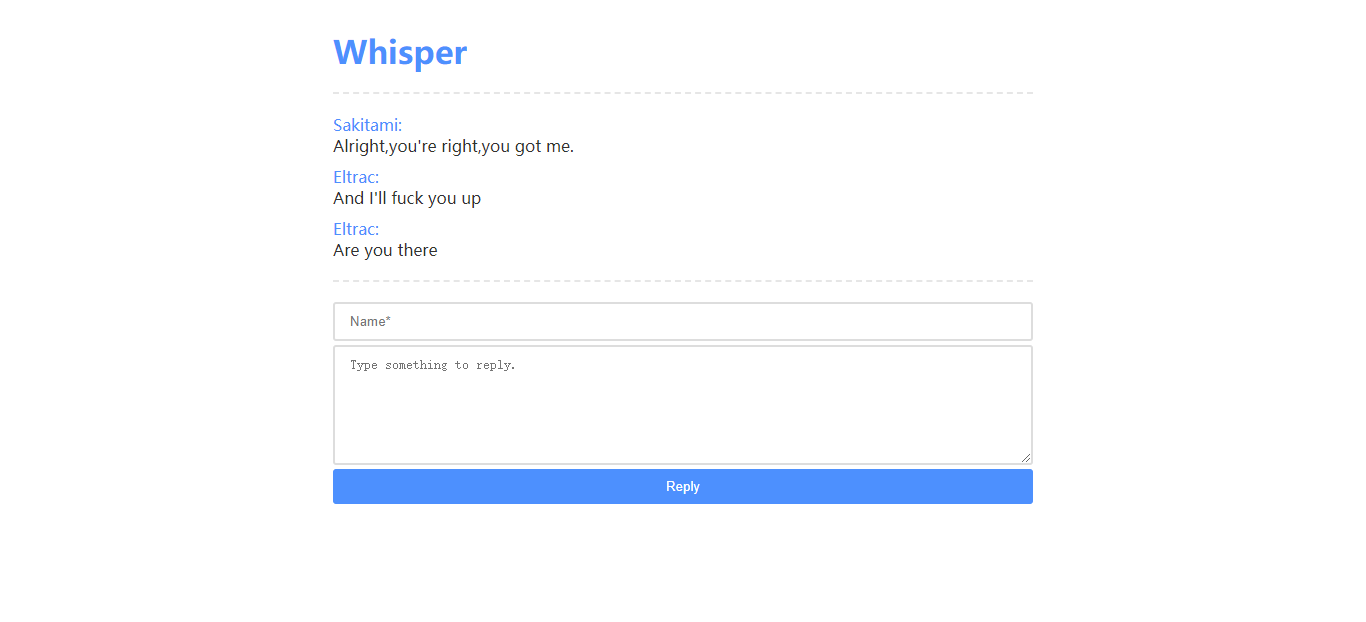 Whisper
Sakitami:
Alright,you're right,you got me.
Eltrac:
And I'll fuck you up
Eltrac:
Are you there
Name*
Type something to reply.
Reply